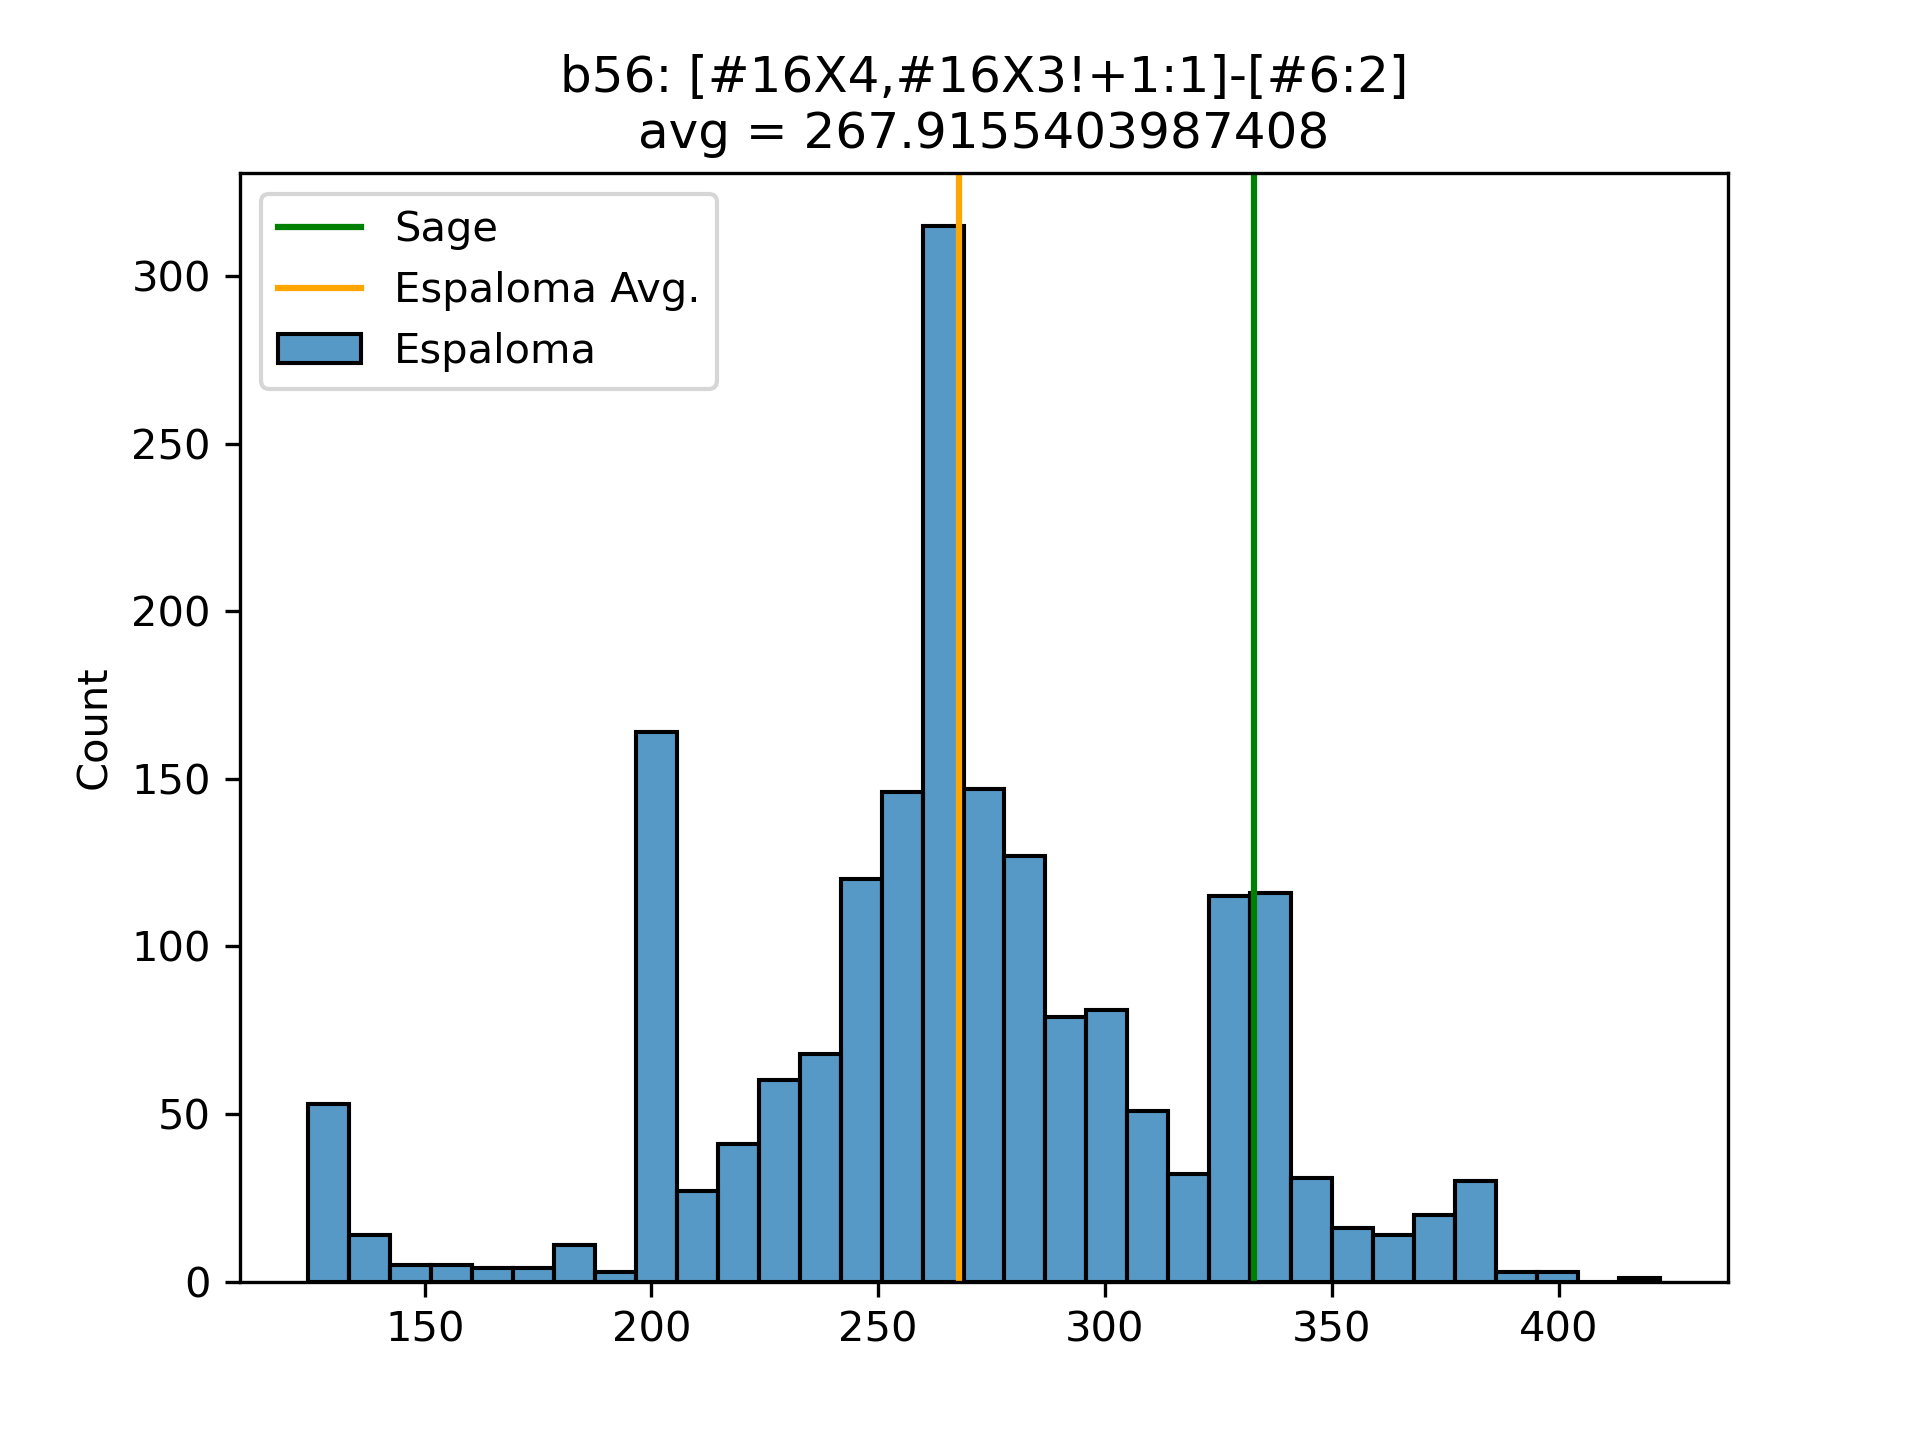 b56: [#16X4,#16X3!+1:1]-[#6:2]
avg = 267.9155403987408
Sage
Espaloma Avg.
Espaloma
Count
300
250
200
150
100
50
0
150 200 250 300 350 400